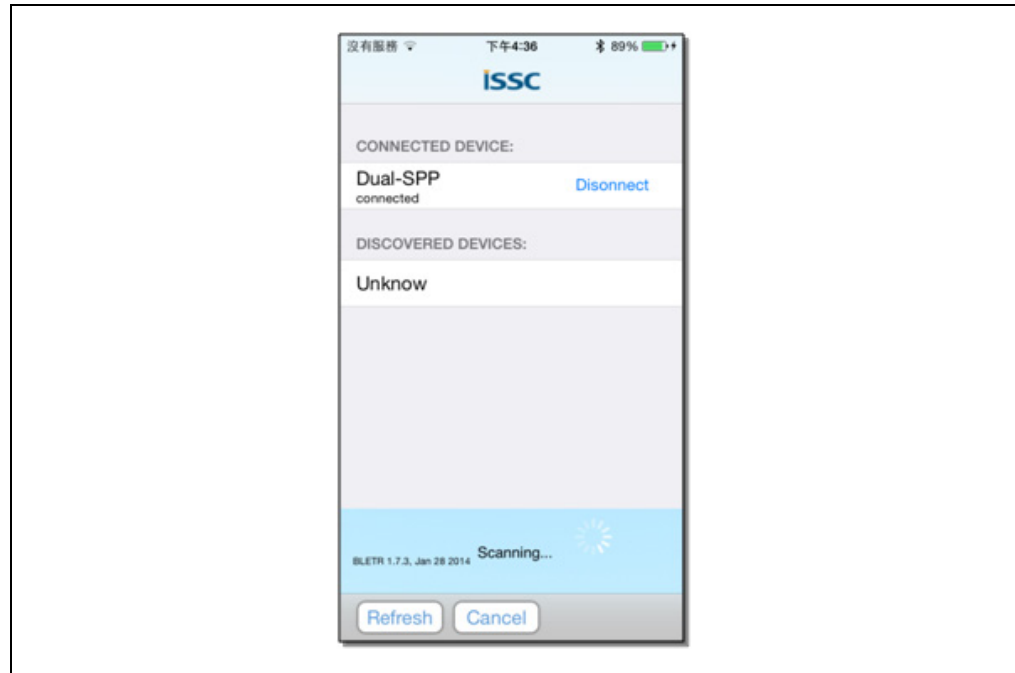 沒有服務 下午4:36 89%
ISSC
CONNECTED DEVICE:
Dual-SPP Disonnect
connected
DISCOVERED DEVICES:
Unknow
BLETR 1.7.3, Jan 28 2014 Scanning...
Refresh Cancel